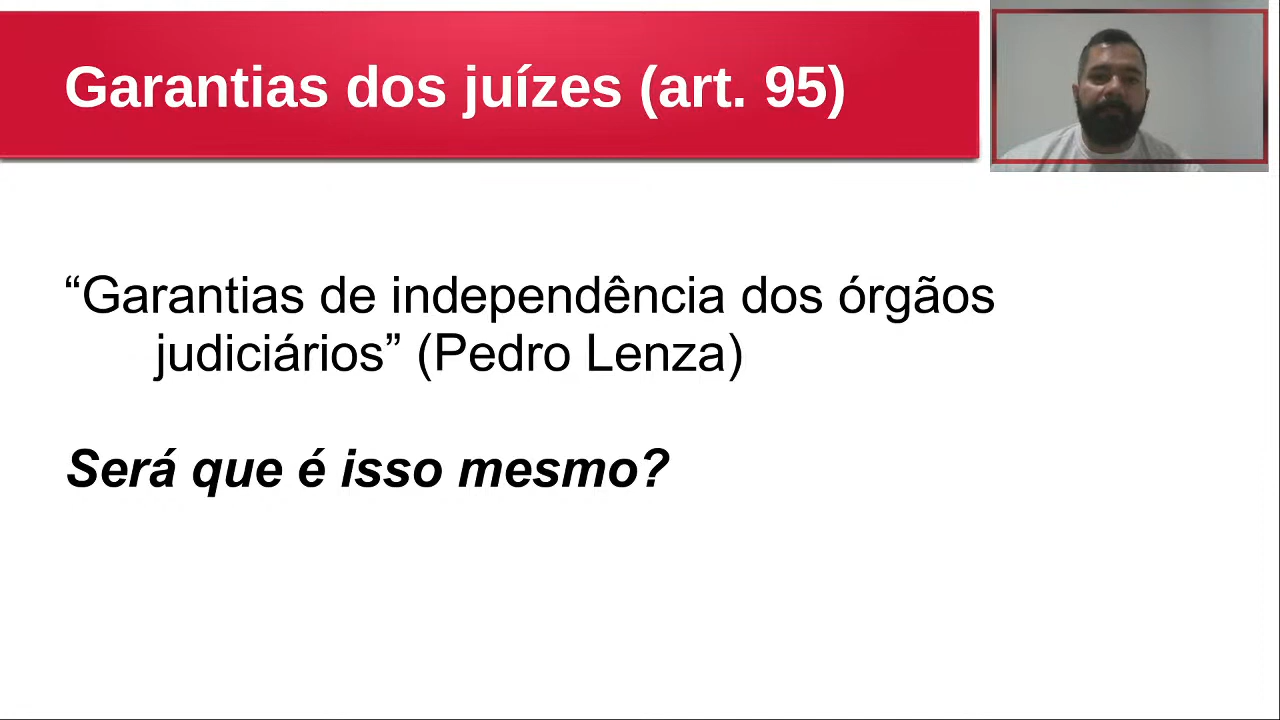 Garantias dos juízes (art. 95)
“Garantias de independência dos órgãos
judiciários” (Pedro Lenza)
Será que é isso mesmo?